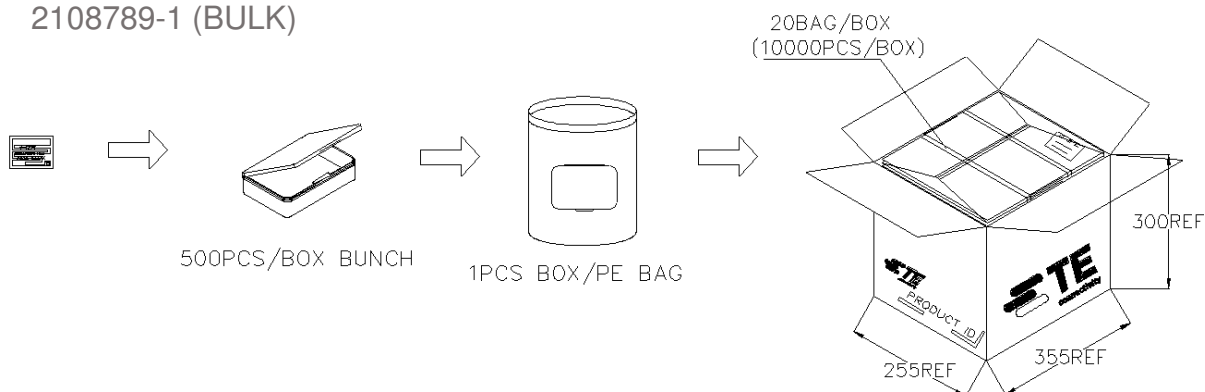 2108789-1 (BULK)
20BAG/BOX
(10000PCS/BOX)
500PCS/BOX BUNCH
1PCS BOX/PE BAG
300REF
TE
TE
connectivity
PRODUCT ID
255REF
355REF